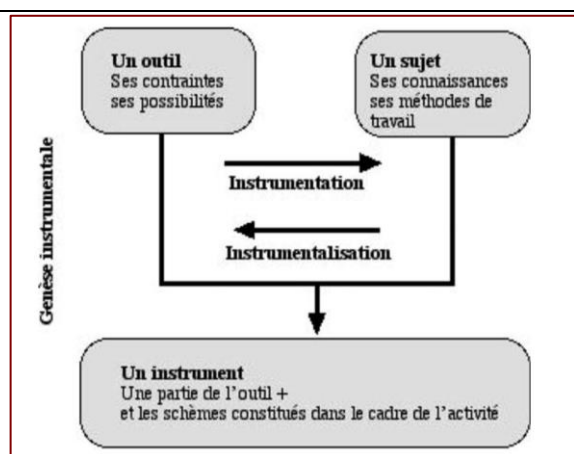 Un outil
Ses contraintes
ses possibilités
Un sujet
Ses connaissances
ses méthodes de
travail
Genèse instrumentale
Instrumentation
Instrumentalisation
Un instrument
Une partie de l'outil +
et les schèmes constitués dans le cadre de l'activité